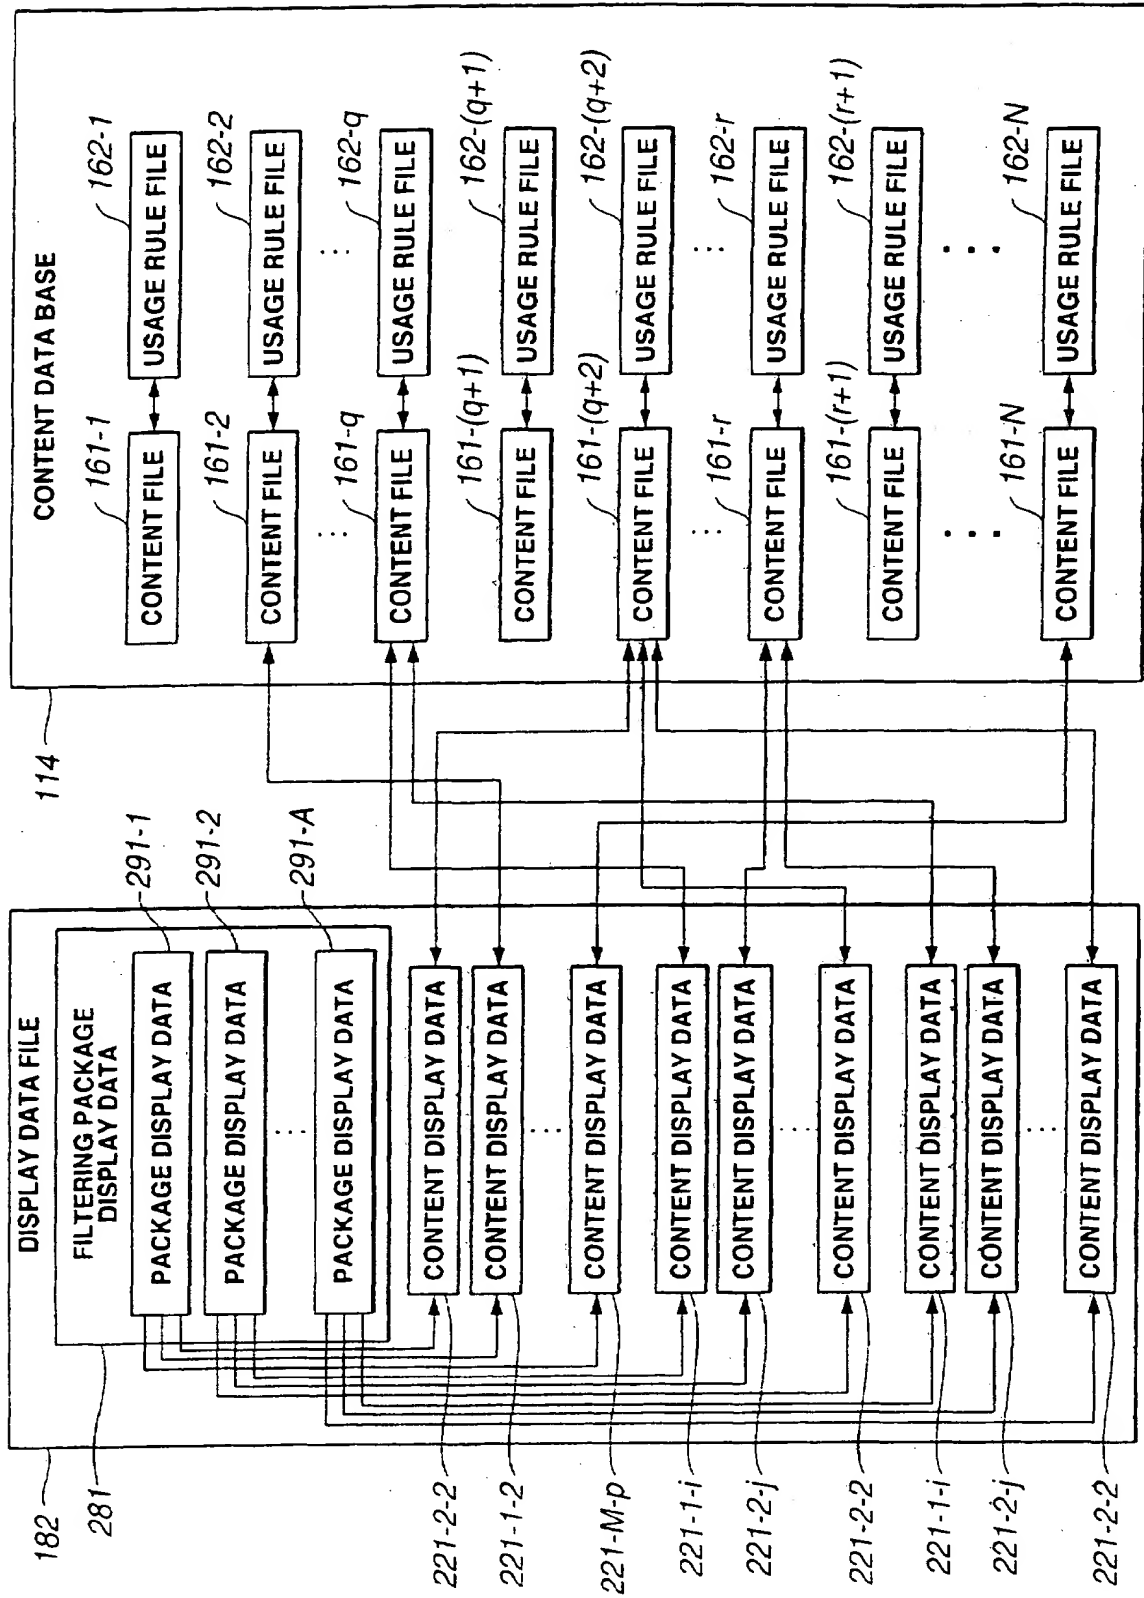 DISPLAY DATA FILE
182
FILTERING PACKAGE
DISPLAY DATA
281
PACKAGE DISPLAY DATA
291-1
PACKAGE DISPLAY DATA
291-2
PACKAGE DISPLAY DATA
291-A
221-2-2
CONTENT DISPLAY DATA
221-1-2
CONTENT DISPLAY DATA
221-M-p
CONTENT DISPLAY DATA
221-1-i
CONTENT DISPLAY DATA
221-2-j
CONTENT DISPLAY DATA
221-2-2
CONTENT DISPLAY DATA
221-1-i
CONTENT DISPLAY DATA
221-2-j
CONTENT DISPLAY DATA
221-2-2
CONTENT DISPLAY DATA
114
CONTENT DATA BASE
161-1
CONTENT FILE
162-1
USAGE RULE FILE
161-2
CONTENT FILE
162-2
USAGE RULE FILE
161-q
CONTENT FILE
162-q
USAGE RULE FILE
161-(q+1)
CONTENT FILE
162-(q+1)
USAGE RULE FILE
161-(q+2)
CONTENT FILE
162-(q+2)
USAGE RULE FILE
161-r
CONTENT FILE
162-r
USAGE RULE FILE
161-(r+1)
CONTENT FILE
162-(r+1)
USAGE RULE FILE
161-N
CONTENT FILE
162-N
USAGE RULE FILE